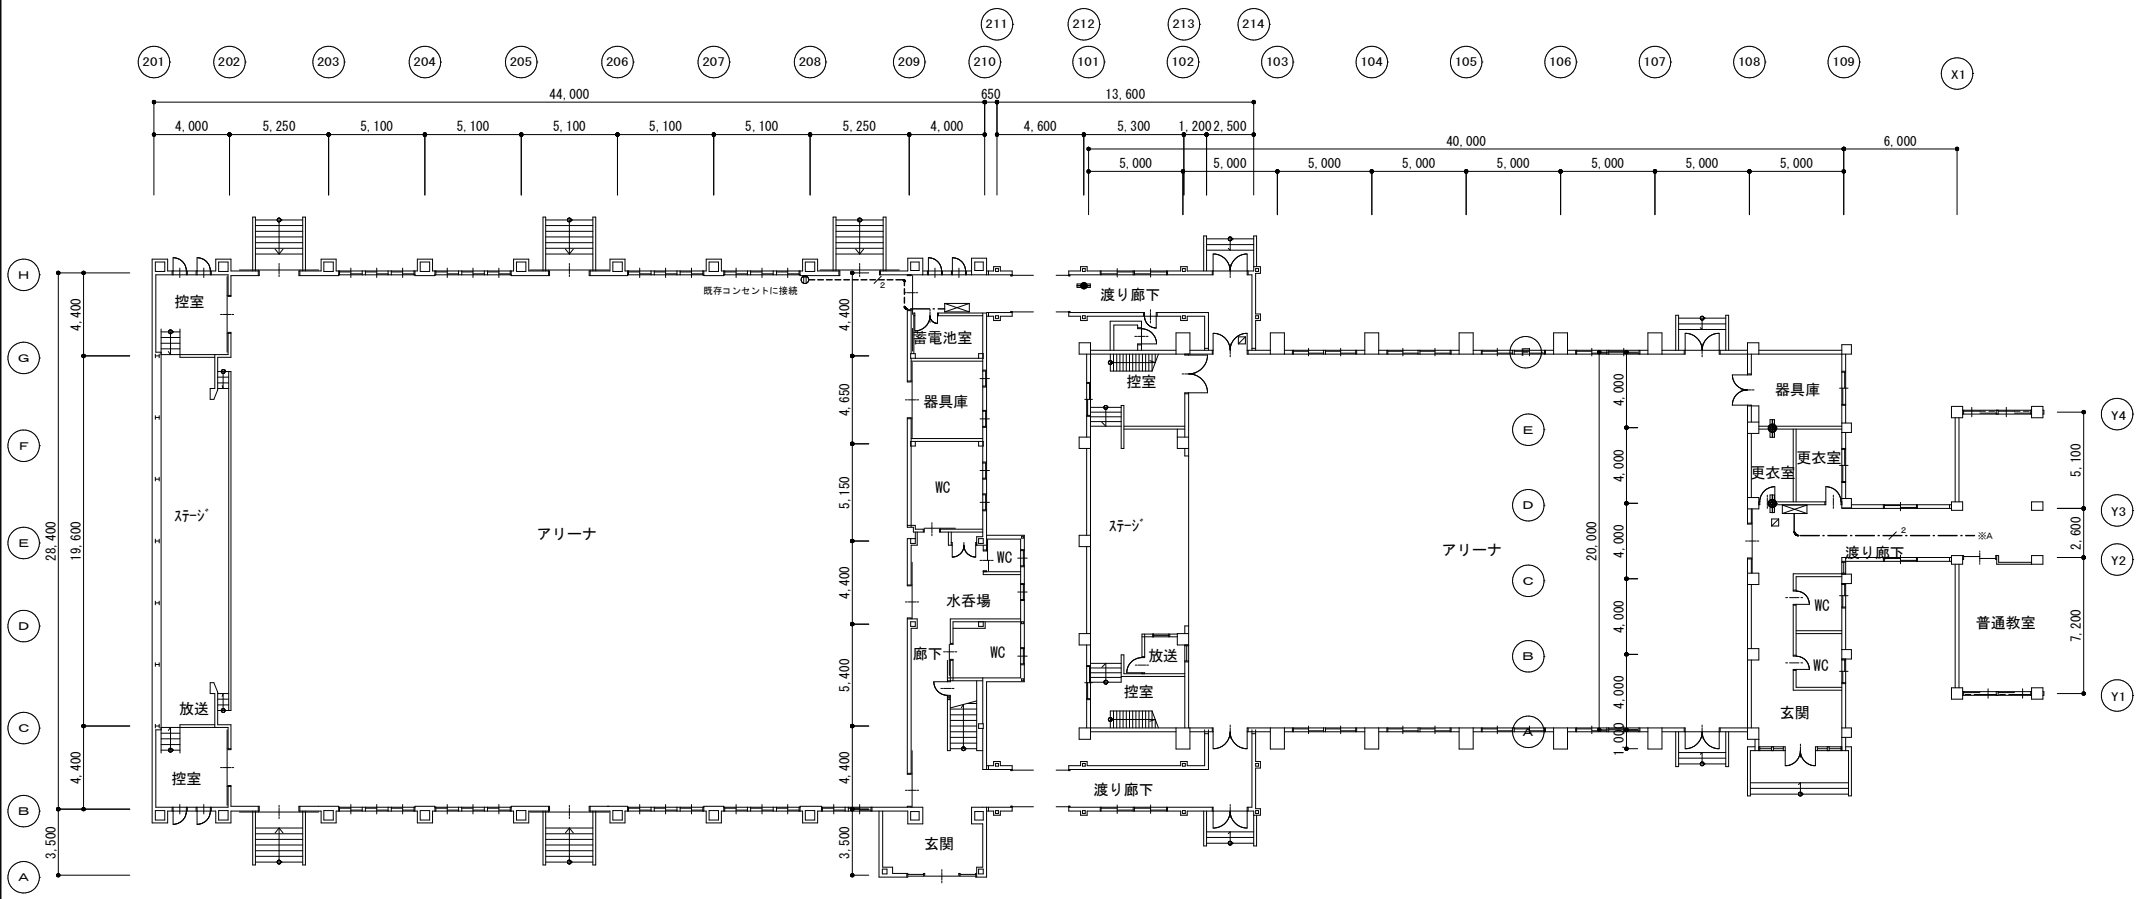 211 212 213 214
201 202 203 204 205 206 207 208 209 210 101 102 103 104 105 106 107 108 109 X1
44,000 650 13,600
4,000 5,250 5,100 5,100 5,100 5,100 5,100 5,250 4,000 4,600 5,300 1,200 2,500
40,000 6,000
5,000 5,000 5,000 5,000 5,000 5,000 5,000 5,000
H
G
F
E
D
C
B
A
28,400
3,500
4,400
19,600
4,400
控室
ステージ
放送
控室
アリーナ
既存コンセントに接続
2
4,400
4,650
5,150
4,400
5,400
4,400
3,500
蓄電池室
器具庫
WC
WC
水呑場
廊下
WC
玄関
渡り廊下
控室
ステージ
放送
控室
渡り廊下
アリーナ
E
D
C
B
A
20,000
4,000
4,000
4,000
4,000
4,000
1,000
器具庫
更衣室
更衣室
2
※A
渡り廊下
WC
WC
玄関
普通教室
5,100
2,600
7,200
Y4
Y3
Y2
Y1